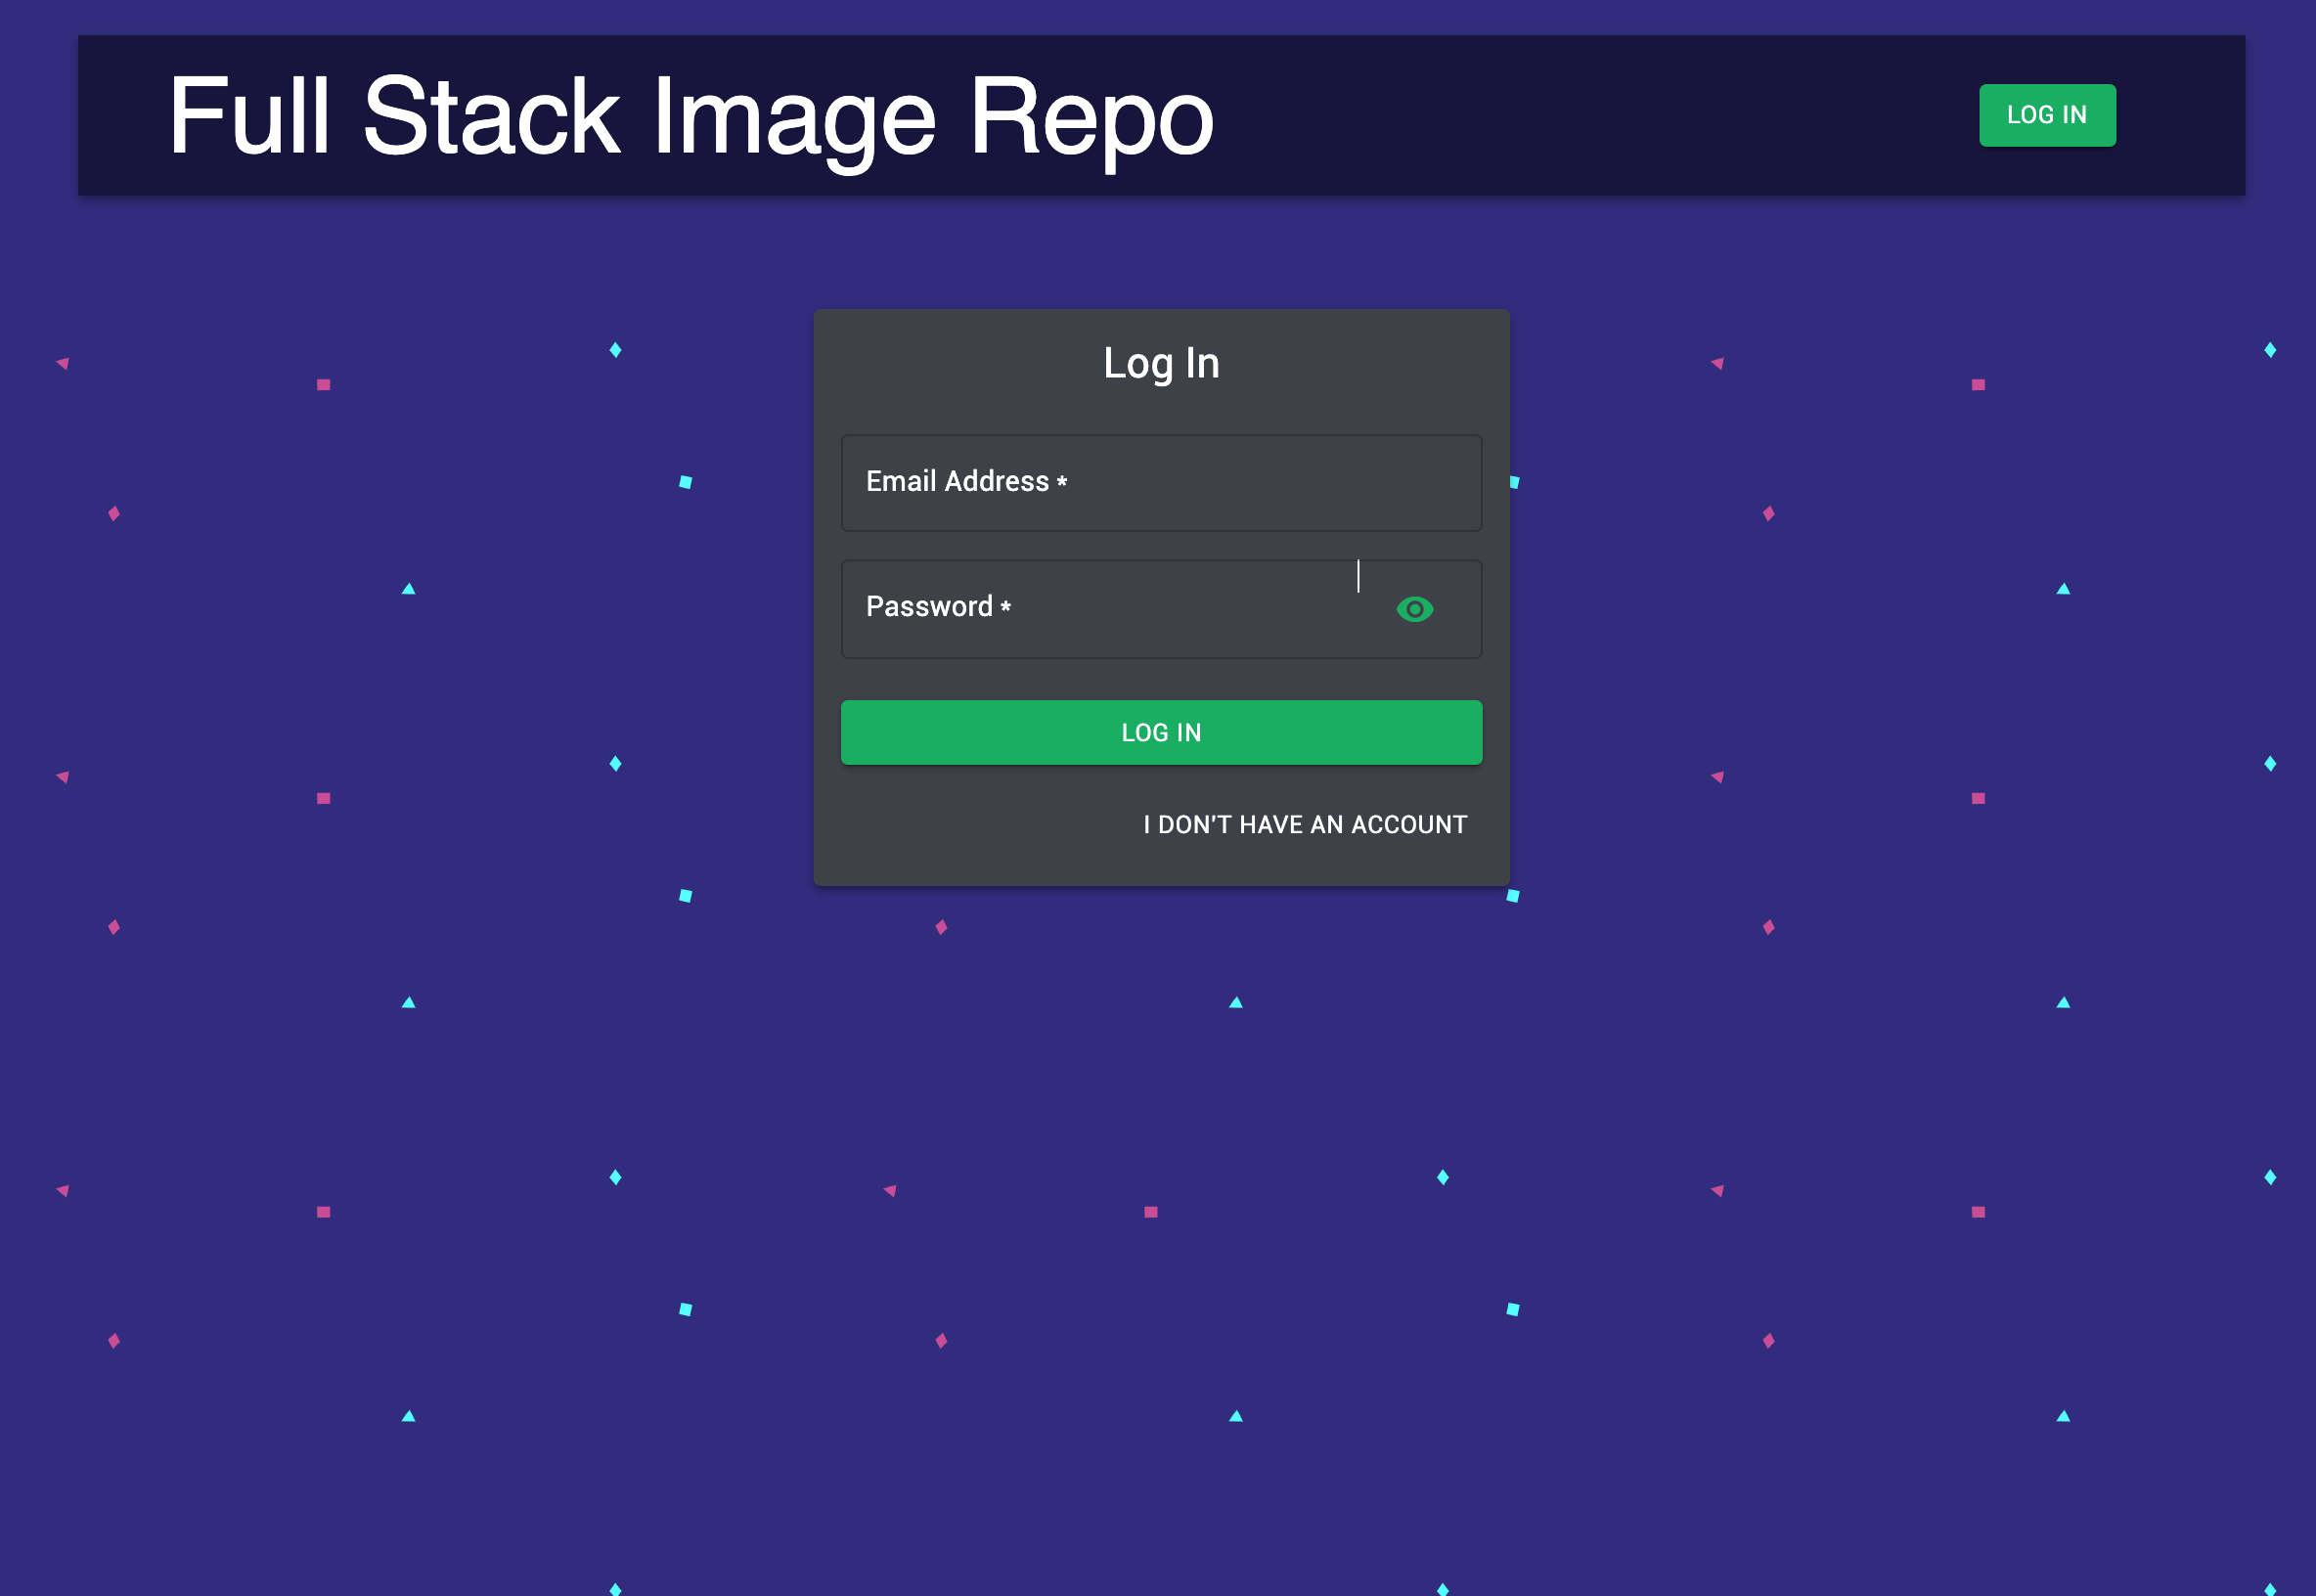 Full Stack Image Repo
LOG IN
Log In
Email Address *
Password *
LOG IN
I DON'T HAVE AN ACCOUNT